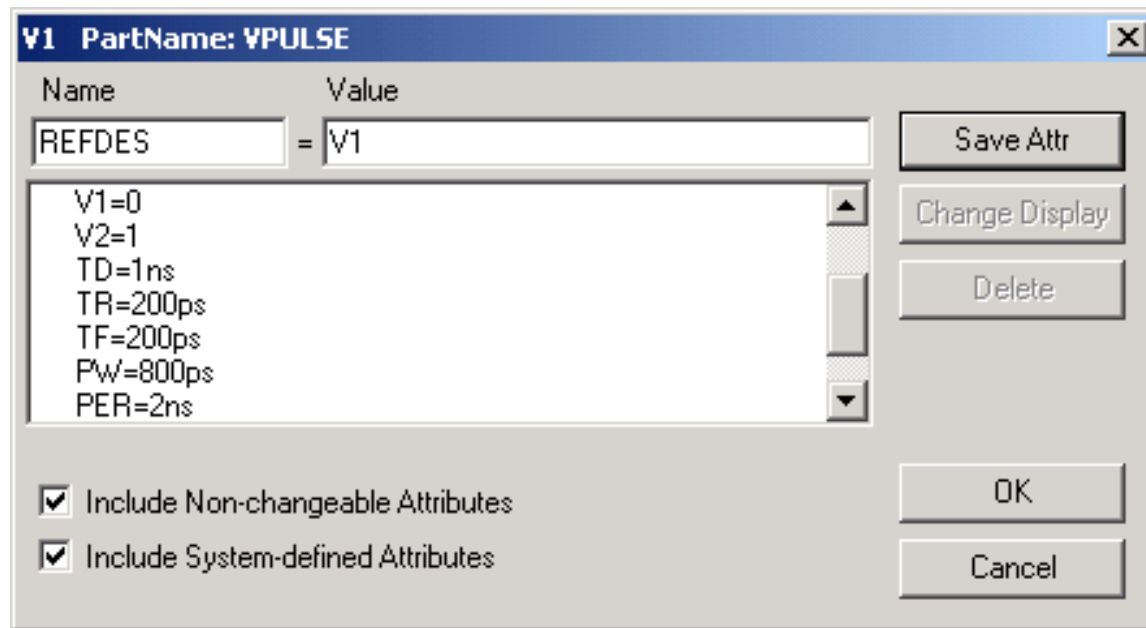 V1 PartName: VPULSE
Name Value
REFDES = V1
Save Attr
V1=0
V2=1
TD=1ns
TR=200ps
TF=200ps
PW=800ps
PER=2ns
Change Display
Delete
Include Non-changeable Attributes
Include System-defined Attributes
OK
Cancel